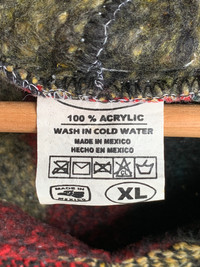 100 % ACRYLIC
WASH IN COLD WATER
MADE IN MEXICO
HECHO EN MEXICO
MADE IN
MEXICO
XL